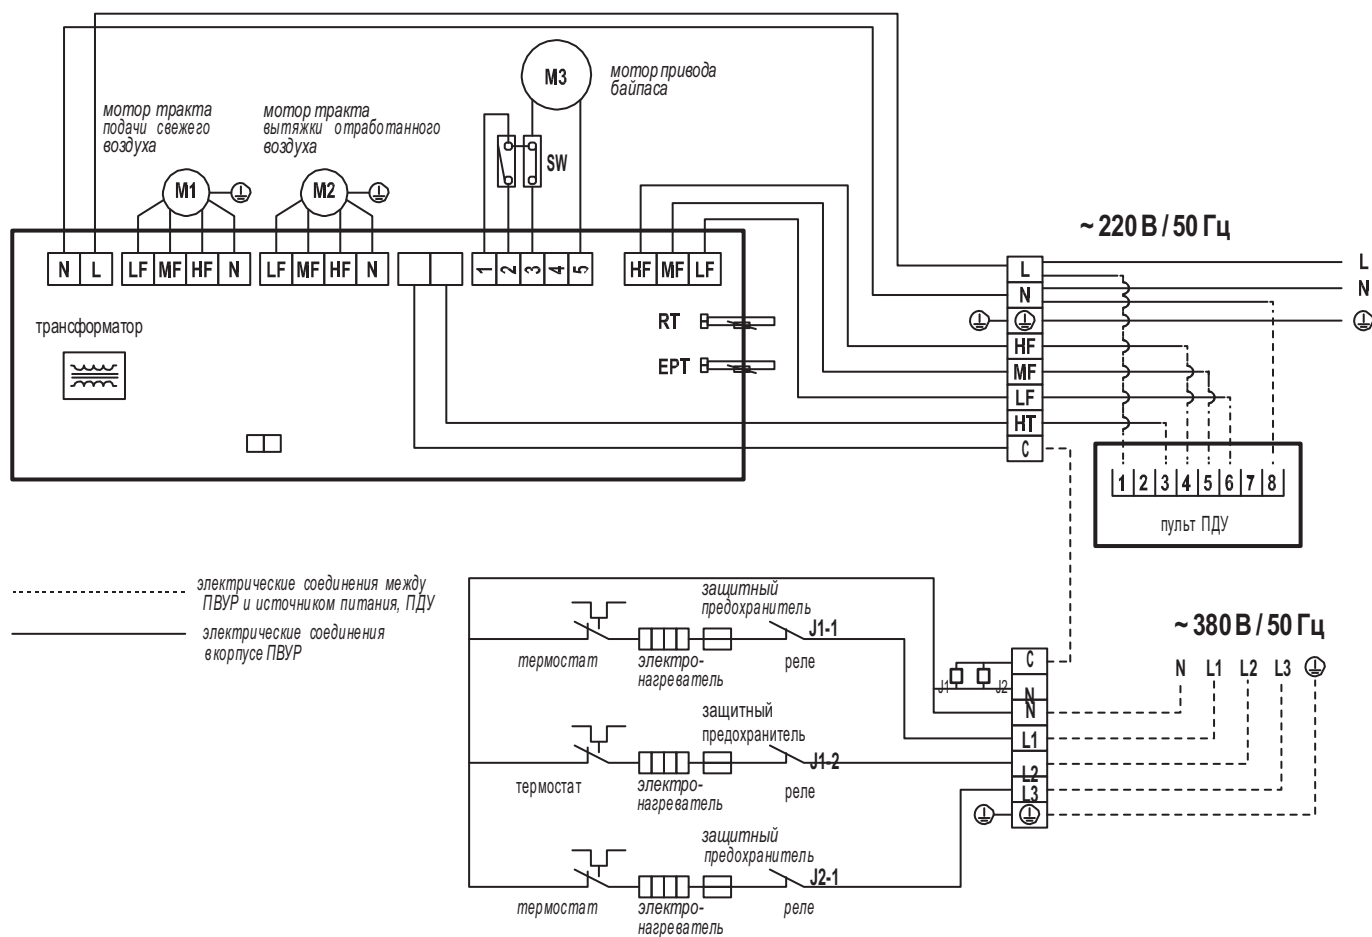 M3
мотор привода
байпаса
мотор тракта
подачи свежего
воздуха
мотор тракта
вытяжки отработанного
воздуха
SW
M1
M2
~ 220 В / 50 Гц
N L
LF MF HF N
LF MF HF N
1 2 3 4 5
HF MF LF
L
N
HF
MF
LF
HT
C
L
N
трансформатор
RT
EPT
1 2 3 4 5 6 7 8
пульт ПДУ
электрические соединения между
ПВУР и источником питания, ПДУ
электрические соединения
в корпусе ПВУР
защитный
предохранитель
J1-1
термостат
электро-
нагреватель
реле
защитный
предохранитель
J1-2
термостат
электро-
нагреватель
реле
защитный
предохранитель
J2-1
термостат
электро-
нагреватель
реле
~ 380 В / 50 Гц
N L1 L2 L3
J1 J2
C
N
N
L1
L2
L3